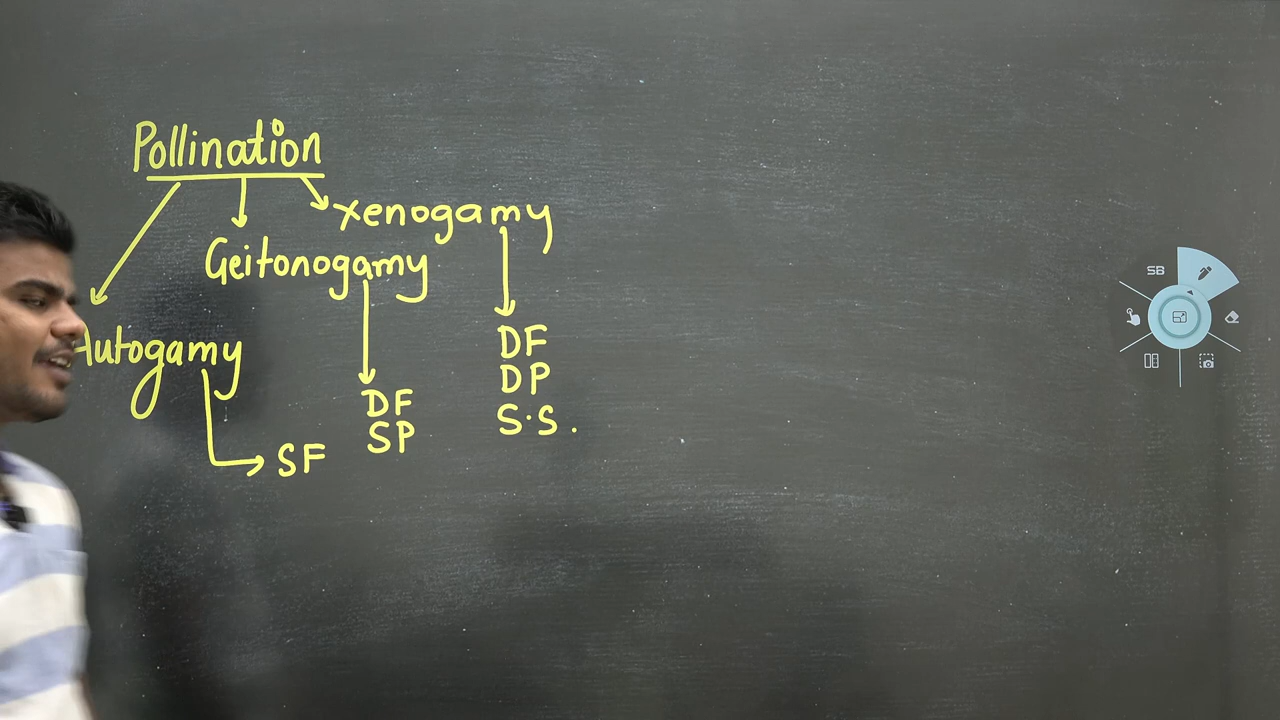 Pollination
Xenogamy
Geitonogamy
Autogamy
DF
DP
S.S.
DF
SP
SF
SB